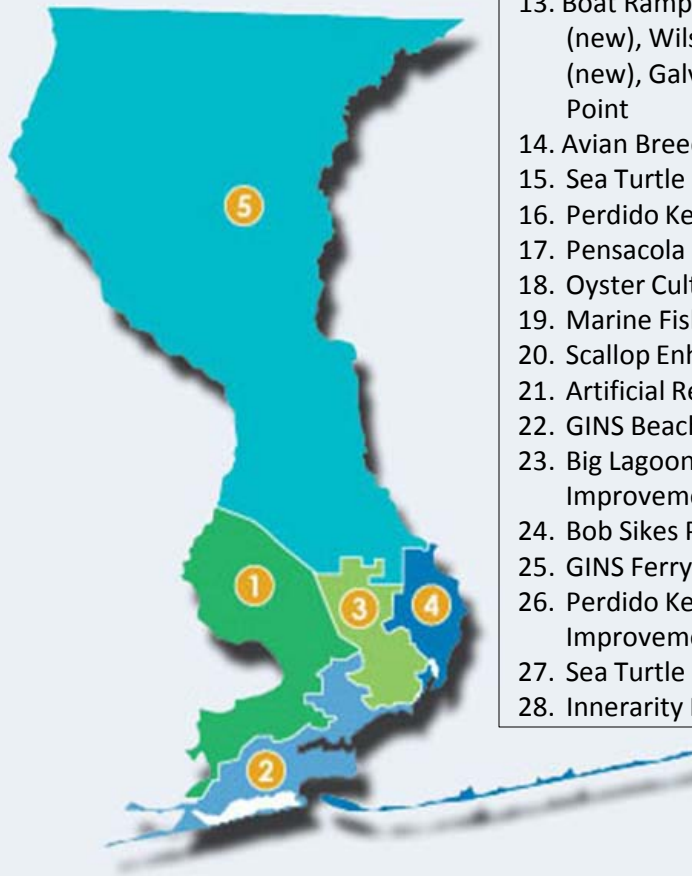 13. Boat Ramp
(new), Wils
(new), Galv
Point
14. Avian Breed
15. Sea Turtle
16. Perdido Ke
17. Pensacola
18. Oyster Cult
19. Marine Fis
20. Scallop Enh
21. Artificial Re
22. GINS Beach
23. Big Lagoon
Improveme
24. Bob Sikes P
25. GINS Ferry
26. Perdido Ke
Improveme
27. Sea Turtle
28. Innerarity
5
1
3
4
2